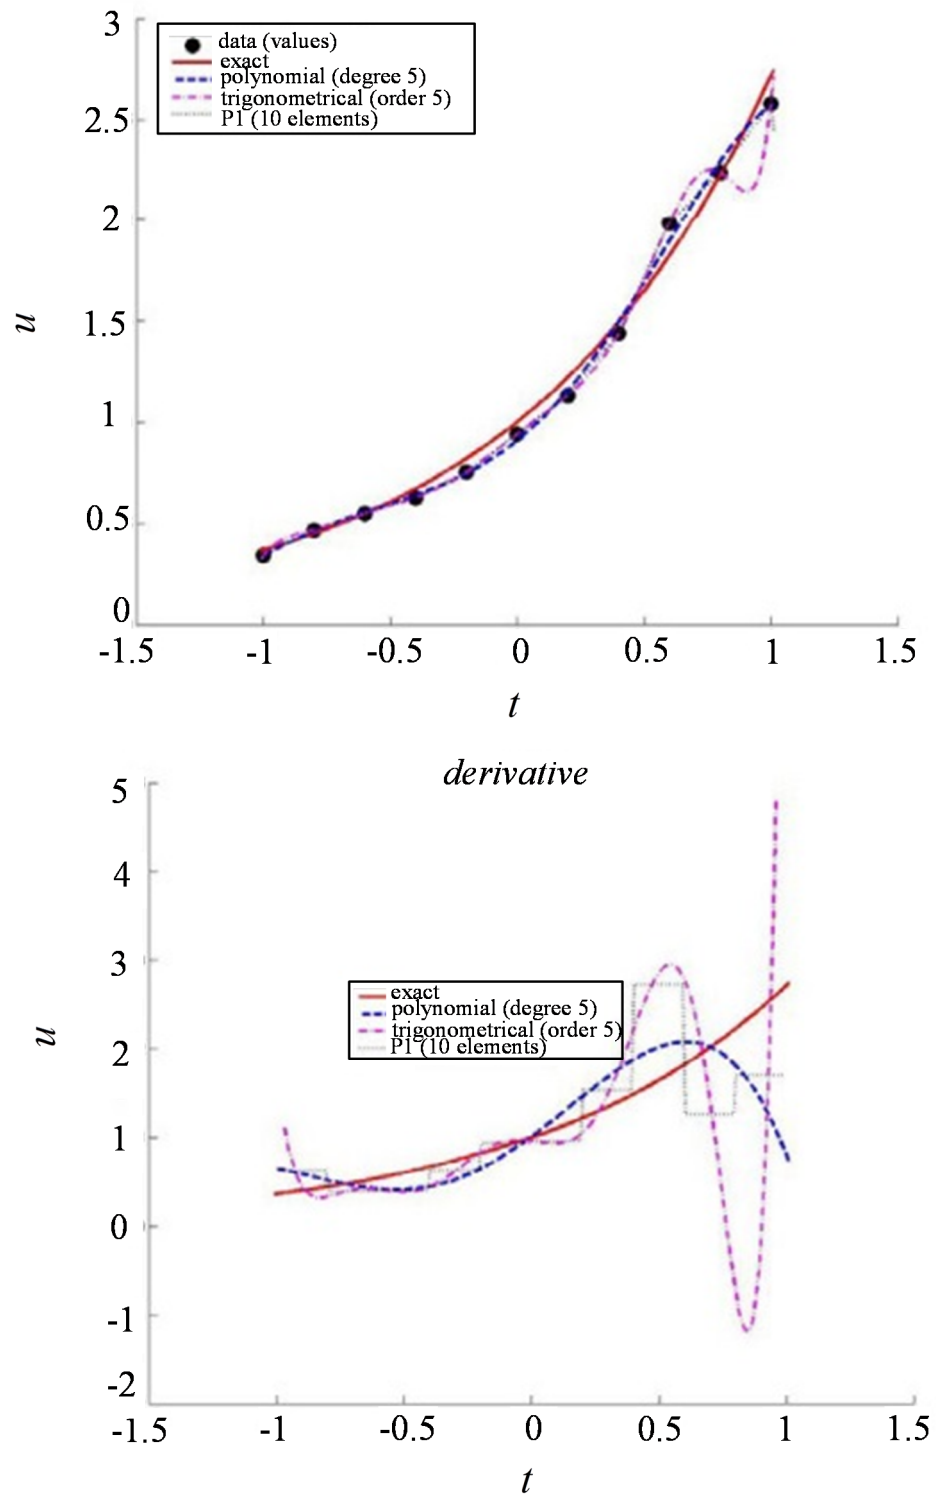 3
data (values)
exact
polynomial (degree 5)
trigonometrical (order 5)
P1 (10 elements)
2.5
2
u
1.5
1
0.5
0
-1.5 -1 -0.5 0 0.5 1 1.5
t
derivative
5
4
3
exact
polynomial (degree 5)
trigonometrical (order 5)
P1 (10 elements)
u
2
1
0
-1
-2
-1.5 -1 -0.5 0 0.5 1 1.5
t